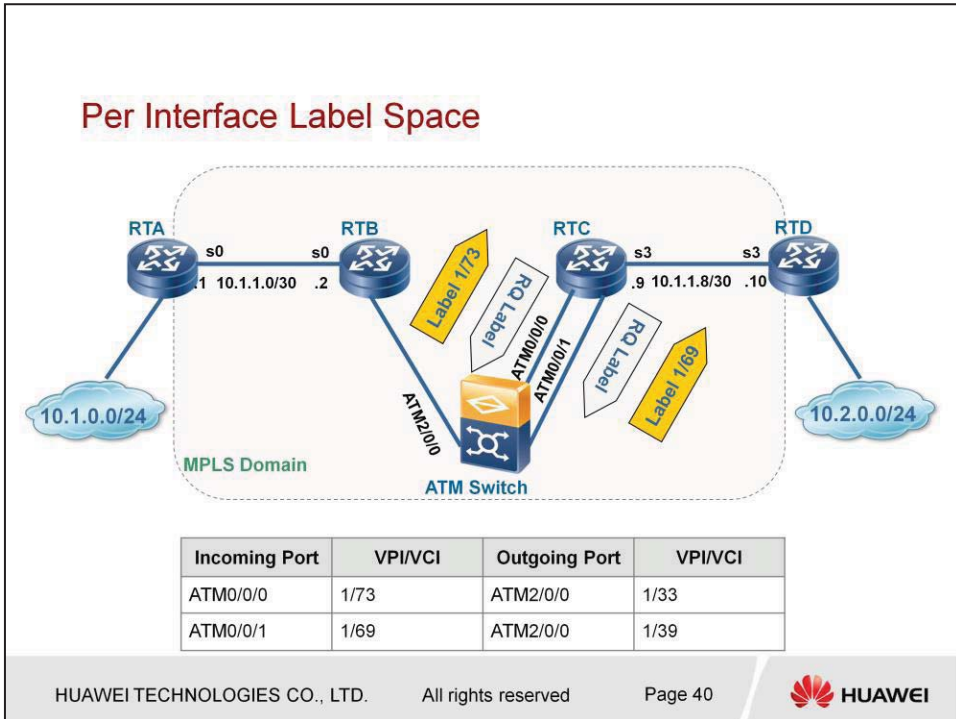 Per Interface Label Space
RTA
RTB
RTC
RTD
s0
s0
s3
s3
.1
10.1.1.0/30
.2
.9
10.1.1.8/30
.10
Label 1/73
RQ Label
ATM0/0/0
ATM0/0/1
RQ Label
Label 1/69
ATM2/0/0
10.1.0.0/24
10.2.0.0/24
MPLS Domain
ATM Switch
Incoming Port VPI/VCI Outgoing Port VPI/VCI
ATM0/0/0 1/73 ATM2/0/0 1/33
ATM0/0/1 1/69 ATM2/0/0 1/39
HUAWEI TECHNOLOGIES CO., LTD. All rights reserved Page 40 HUAWEI